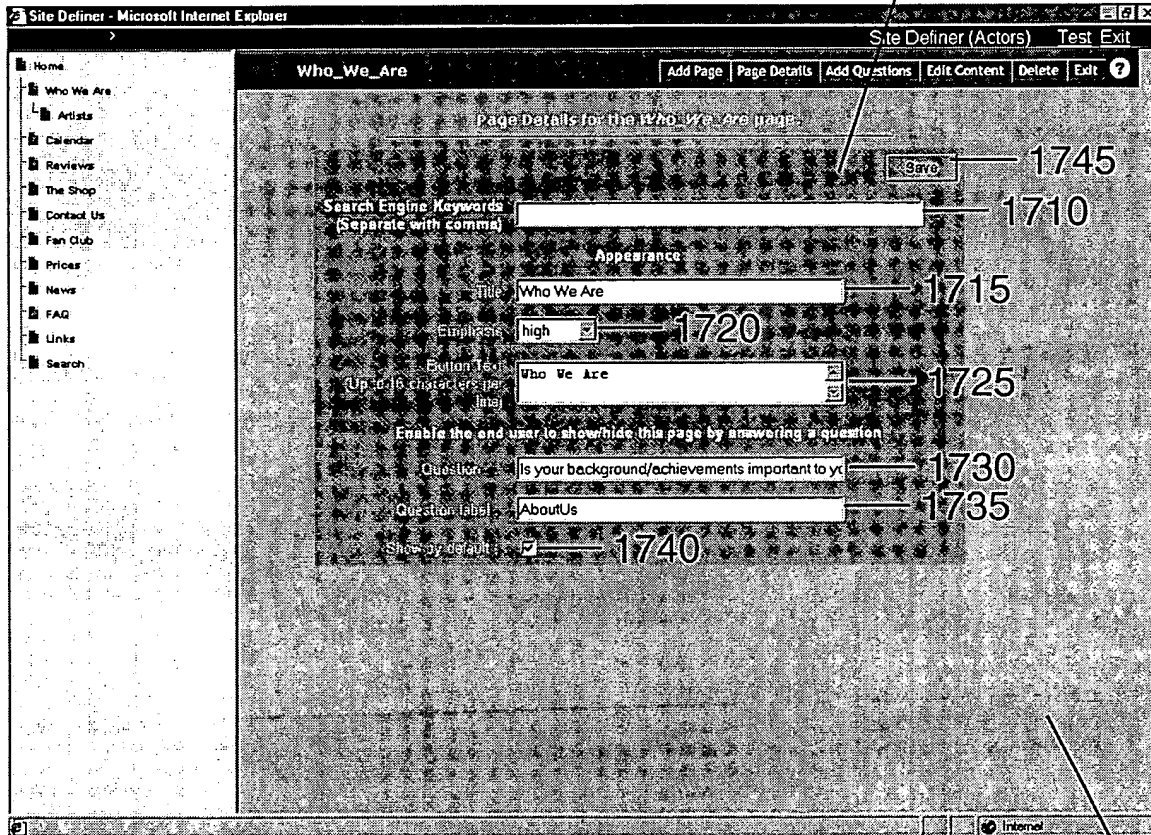 Site Definer - Microsoft Internet Explorer
Site Definer (Actors) Test Exit
Home
Who We Are
Artists
Calendar
Reviews
The Shop
Contact Us
Fan Club
Prices
News
FAQ
Links
Search
Who_We_Are Add Page Page Details Add Questions Edit Content Delete Exit ?
Page Details for the Who_We_Are page.
Save 1745
Search Engine Keywords
(Separate with comma) 1710
Appearance
Title Who We Are 1715
Emphasis high 1720
Button Text
(Up to 16 characters per
line) Who We Are 1725
Enable the end user to show/hide this page by answering a question
Question Is your background/achievements important to yo 1730
Question label AboutUs 1735
Show by default 1740
Internet